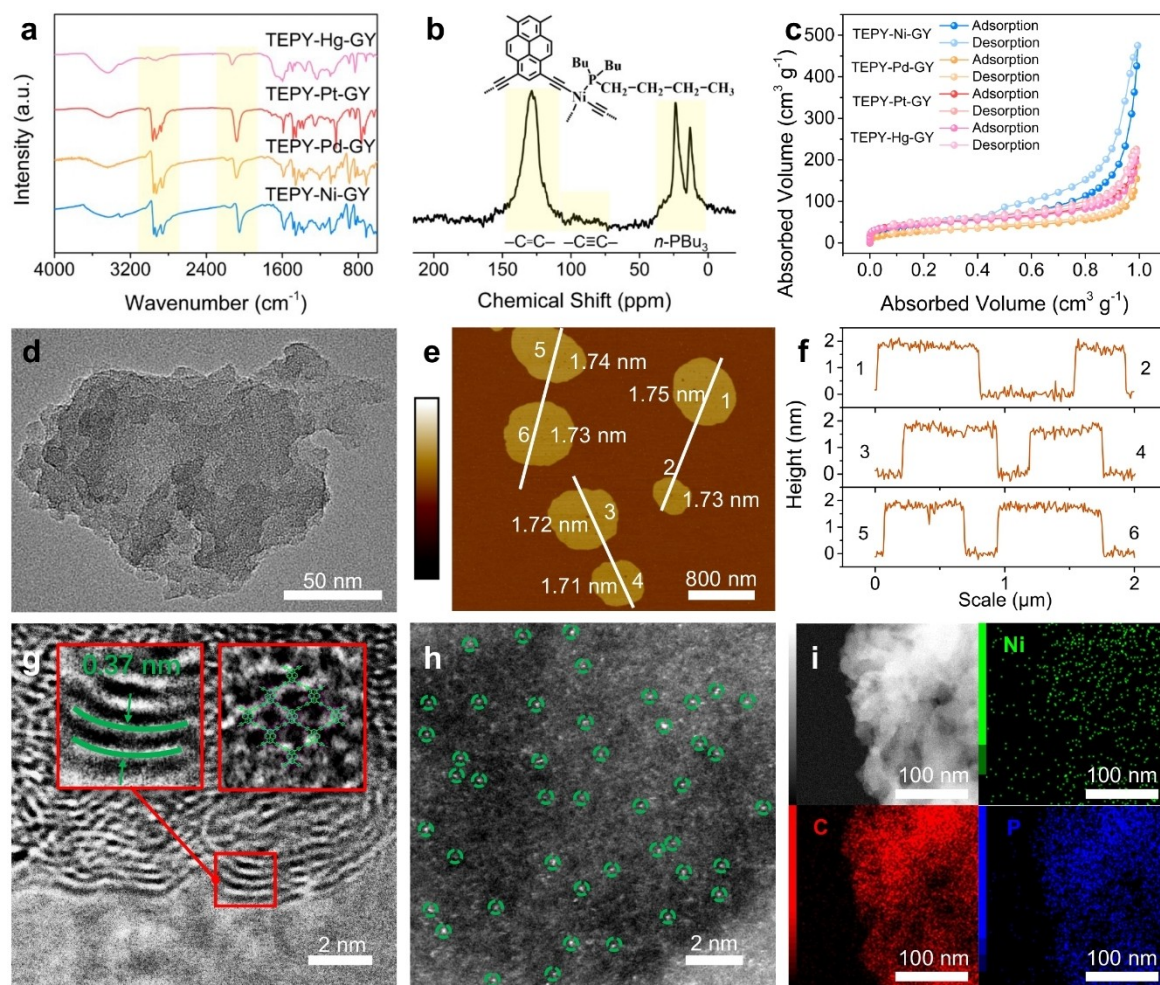 a
TEPY-Hg-GY
TEPY-Pt-GY
TEPY-Pd-GY
TEPY-Ni-GY
Intensity (a.u.)
4000 3200 2400 1600 800
Wavenumber (cm⁻¹)
b
Bu Bu
P
CH₂-CH₂-CH₂-CH₃
Ni
–C=C– –C≡C– n-PBu₃
200 150 100 50 0
Chemical Shift (ppm)
c
TEPY-Ni-GY Adsorption
Desorption
TEPY-Pd-GY Adsorption
Desorption
TEPY-Pt-GY Adsorption
Desorption
TEPY-Hg-GY Adsorption
Desorption
Absorbed Volume (cm³ g⁻¹)
500
400
300
200
100
0
0.0 0.2 0.4 0.6 0.8 1.0
Absorbed Volume (cm³ g⁻¹)
d
50 nm
e
5
1.74 nm
1.75 nm
1
6
1.73 nm
2
1.73 nm
3
1.72 nm
1.71 nm
4
800 nm
f
Height (nm)
2
1
0
1 2
2
1
0
3 4
2
1
0
5 6
0 1 2
Scale (μm)
g
0.37 nm
2 nm
h
2 nm
i
100 nm
Ni
100 nm
C
100 nm
P
100 nm